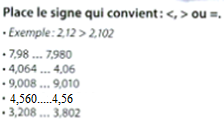 Place le signe qui convient : <, > ou =.
• Exemple : 2,12 > 2,102
• 7,98 ... 7,980
• 4,064 ... 4,06
• 9,008 ... 9,010
• 4,560.....4,56
• 3,208 ... 3,802